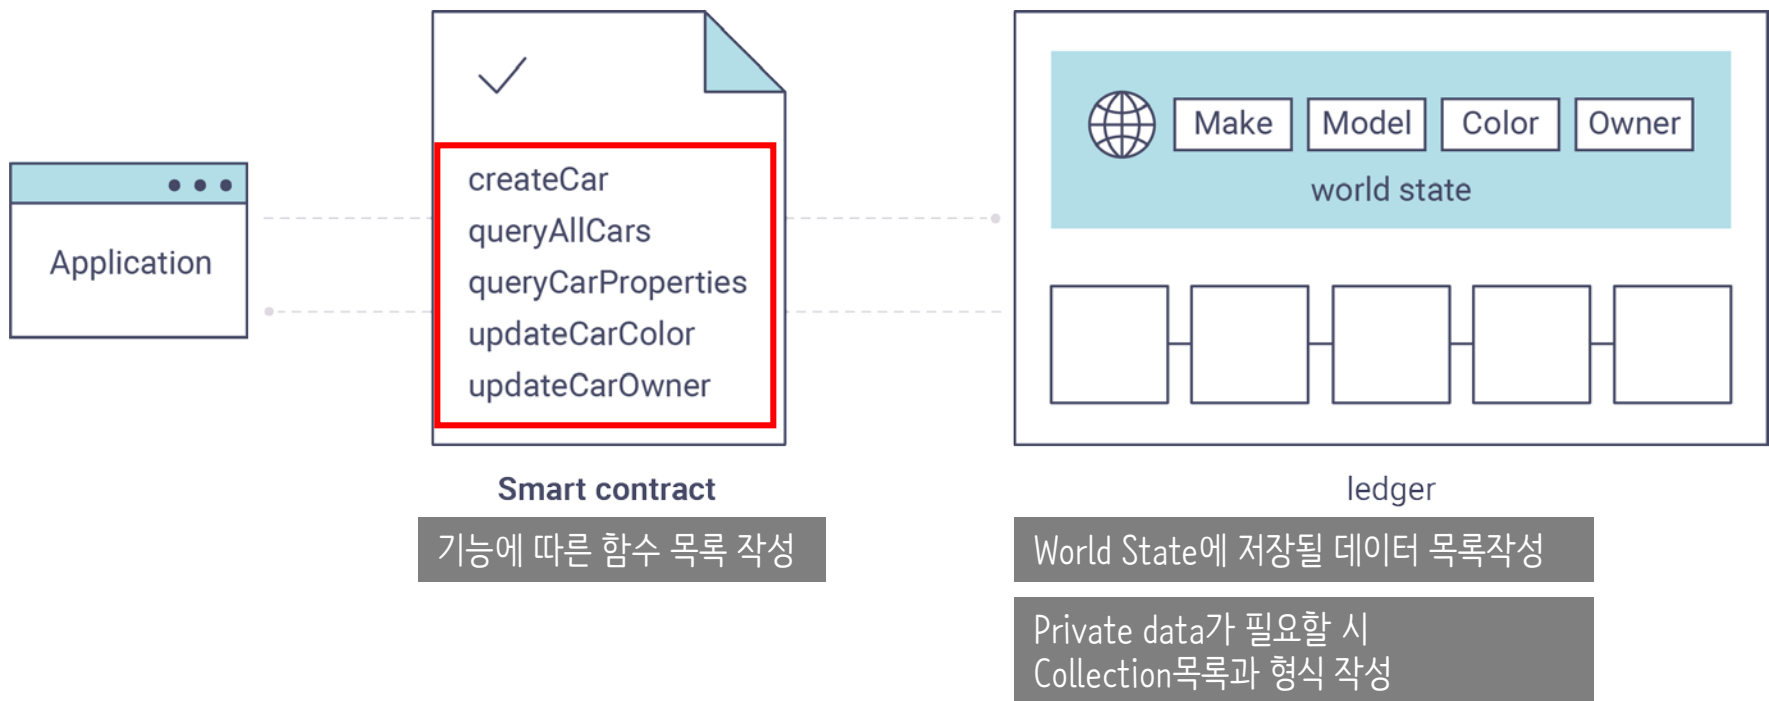 Application
createCar
queryAllCars
queryCarProperties
updateCarColor
updateCarOwner
Smart contract
기능에 따른 함수 목록 작성
Make Model Color Owner
world state
ledger
World State에 저장될 데이터 목록작성
Private data가 필요할 시
Collection목록과 형식 작성